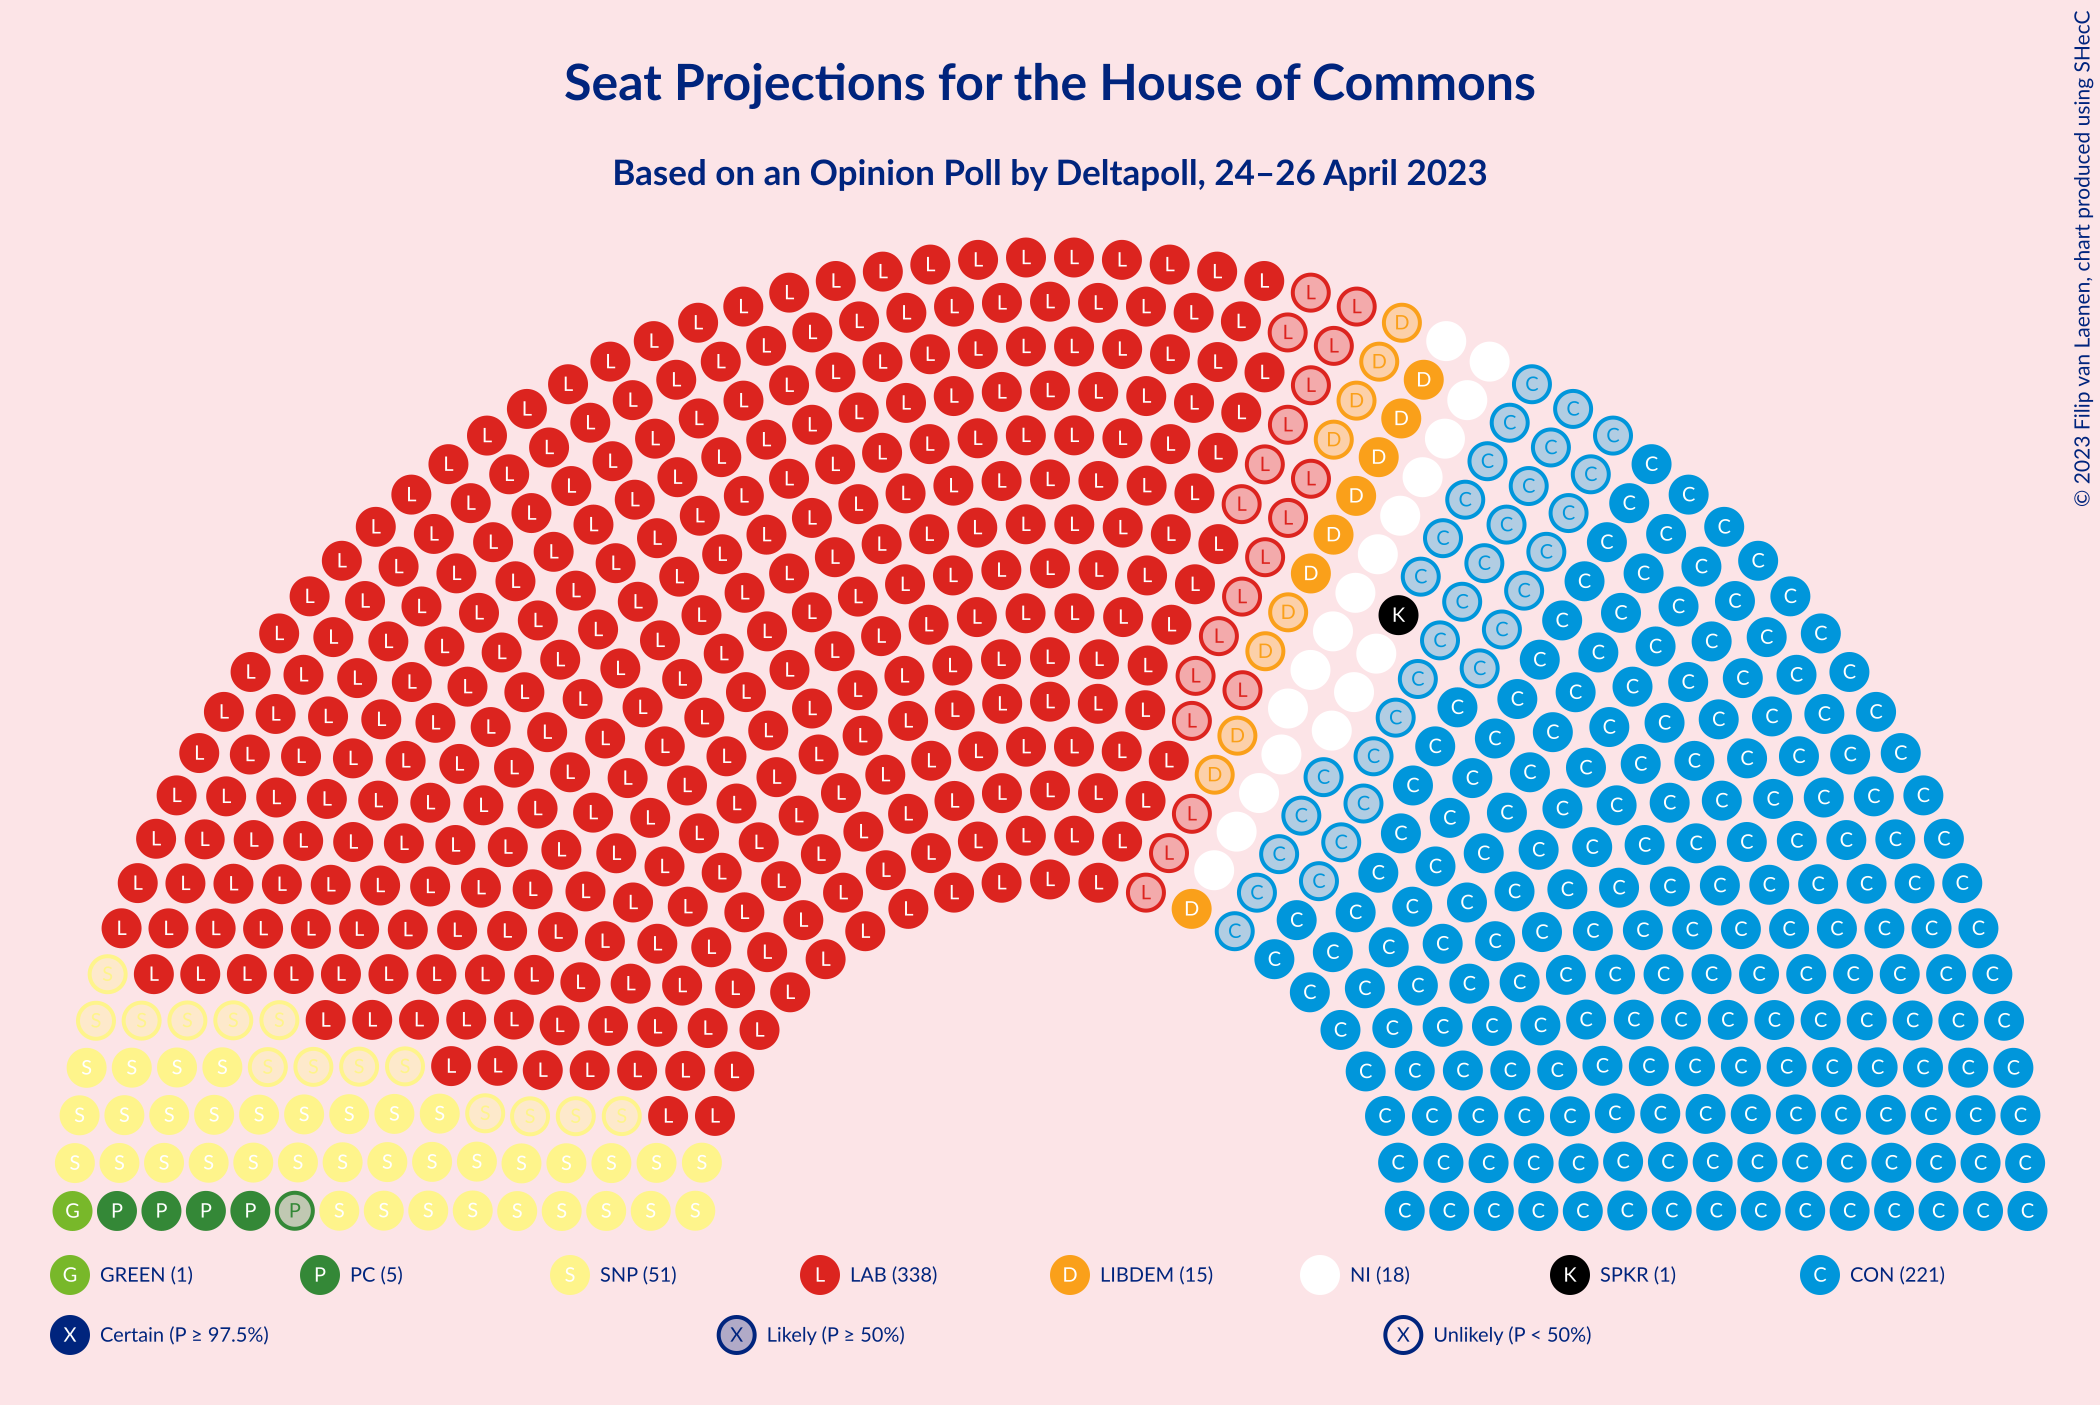 Seat Projections for the House of Commons
Based on an Opinion Poll by Deltapoll, 24–26 April 2023
© 2023 Filip van Laenen, chart produced using SHecC
G GREEN (1) P PC (5) S SNP (51) L LAB (338) D LIBDEM (15) NI (18) K SPKR (1) C CON (221)
X Certain (P ≥ 97.5%) X Likely (P ≥ 50%) X Unlikely (P < 50%)